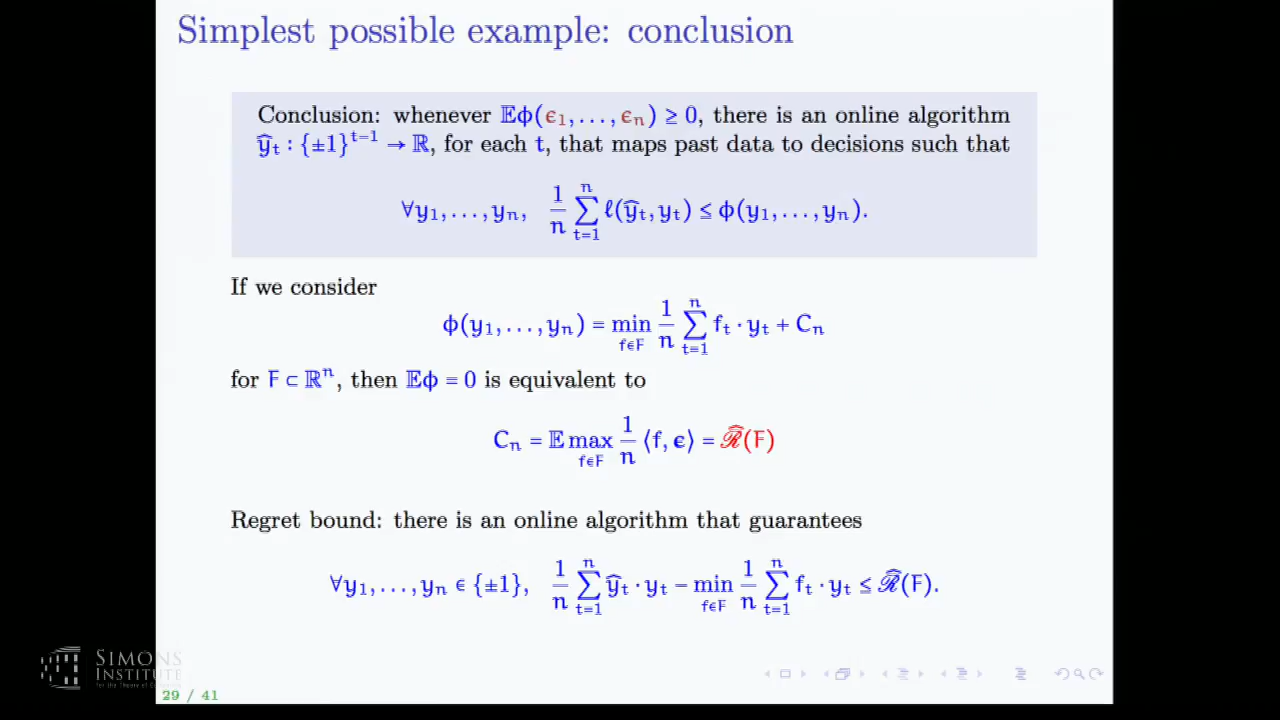 Simplest possible example: conclusion
Conclusion: whenever 𝔼ϕ(ϵ₁,...,ϵₙ) ≥ 0, there is an online algorithm
ŷₜ : {±1}ᵗ⁻¹ → ℝ, for each t, that maps past data to decisions such that
∀y₁,...,yₙ, 1/n ∑ₜ₌₁ⁿ ℓ(ŷₜ, yₜ) ≤ ϕ(y₁,...,yₙ).
If we consider
ϕ(y₁,...,yₙ) = min_{f∈F} 1/n ∑ₜ₌₁ⁿ fₜ · yₜ + Cₙ
for F ⊂ ℝⁿ, then 𝔼ϕ = 0 is equivalent to
Cₙ = 𝔼 max_{f∈F} 1/n ⟨f, ϵ⟩ = ℛ̂(F)
Regret bound: there is an online algorithm that guarantees
∀y₁,...,yₙ ∈ {±1}, 1/n ∑ₜ₌₁ⁿ ŷₜ · yₜ − min_{f∈F} 1/n ∑ₜ₌₁ⁿ fₜ · yₜ ≤ ℛ̂(F).
SIMONS
INSTITUTE
29 / 41